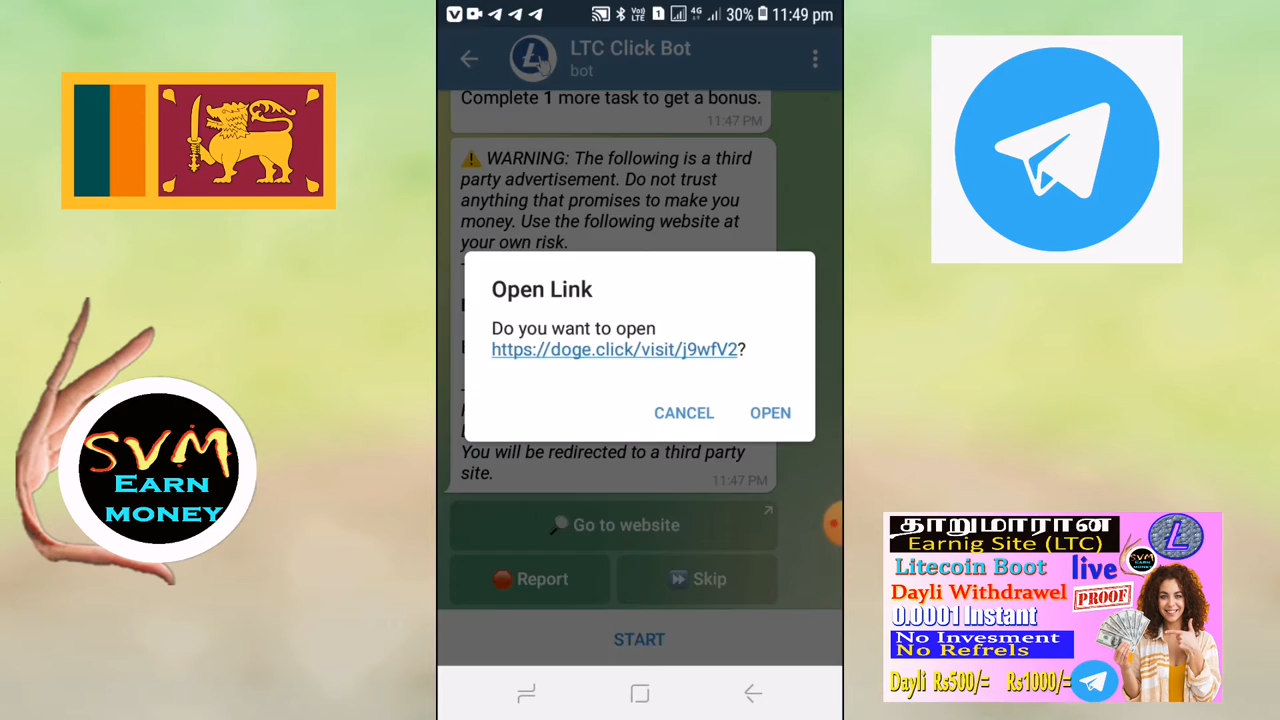 30% 11:49 pm
LTC Click Bot
bot
Complete 1 more task to get a bonus.
11:47 PM
⚠️ WARNING: The following is a third
party advertisement. Do not trust
anything that promises to make you
money. Use the following website at
your own risk.
Open Link
Do you want to open
https://doge.click/visit/j9wfV2?
CANCEL OPEN
You will be redirected to a third party
site.
11:47 PM
Go to website
Report
Skip
START
SVM
EARN
MONEY
தாறுமாரான
Earnig Site (LTC)
Litecoin Boot live
Dayli Withdrawel
PROOF
0.0001 Instant
No Invesment
No Refrels
Dayli Rs500/= Rs1000/=
SVM
EARN
MONEY